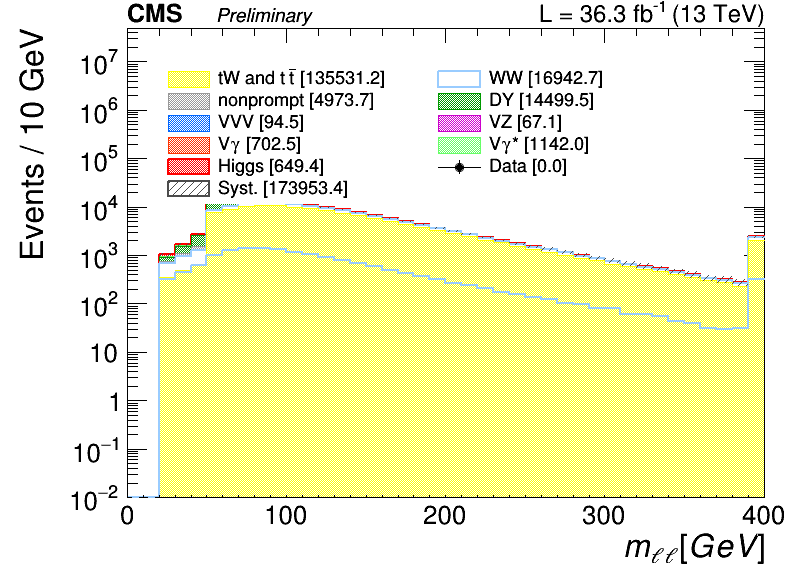 CMS Preliminary L = 36.3 fb⁻¹ (13 TeV)
Events / 10 GeV
10⁷
10⁶
10⁵
10⁴
10³
10²
10
1
10⁻¹
10⁻²
tW and t t̄ [135531.2]
nonprompt [4973.7]
VVV [94.5]
Vγ [702.5]
Higgs [649.4]
Syst. [173953.4]
WW [16942.7]
DY [14499.5]
VZ [67.1]
Vγ* [1142.0]
Data [0.0]
0 100 200 300 400
m_ℓℓ [GeV]